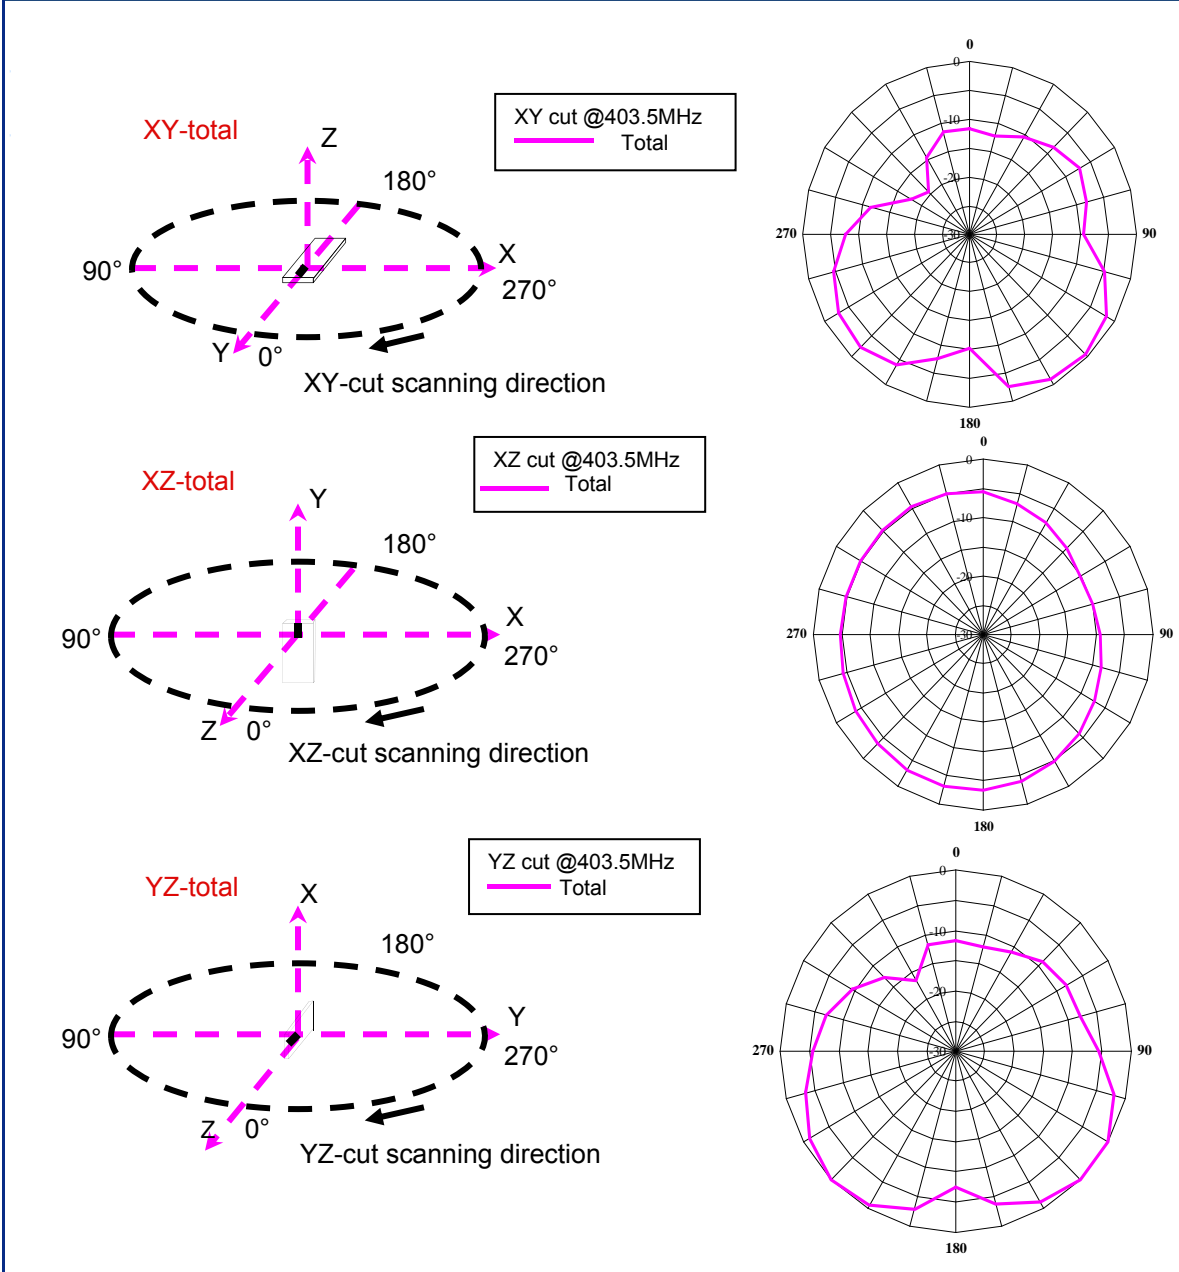 XY-total
Z
180°
X
90°
270°
Y
0°
XY-cut scanning direction
XY cut @403.5MHz
Total
0
0
-10
-20
-30
270
90
180
XZ-total
Y
180°
X
90°
270°
Z
0°
XZ-cut scanning direction
XZ cut @403.5MHz
Total
0
0
-10
-20
-30
270
90
180
YZ-total
X
180°
Y
90°
270°
Z
0°
YZ-cut scanning direction
YZ cut @403.5MHz
Total
0
0
-10
-20
-30
270
90
180